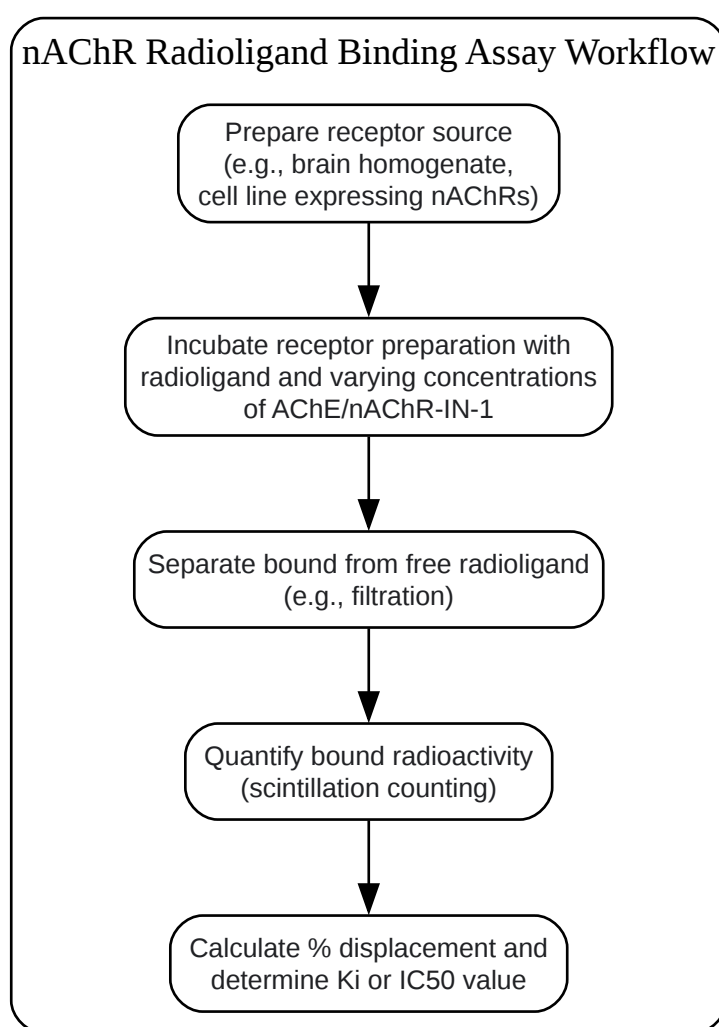 nAChR Radioligand Binding Assay Workflow
Prepare receptor source
(e.g., brain homogenate,
cell line expressing nAChRs)
Incubate receptor preparation with
radioligand and varying concentrations
of AChE/nAChR-IN-1
Separate bound from free radioligand
(e.g., filtration)
Quantify bound radioactivity
(scintillation counting)
Calculate % displacement and
determine Ki or IC50 value